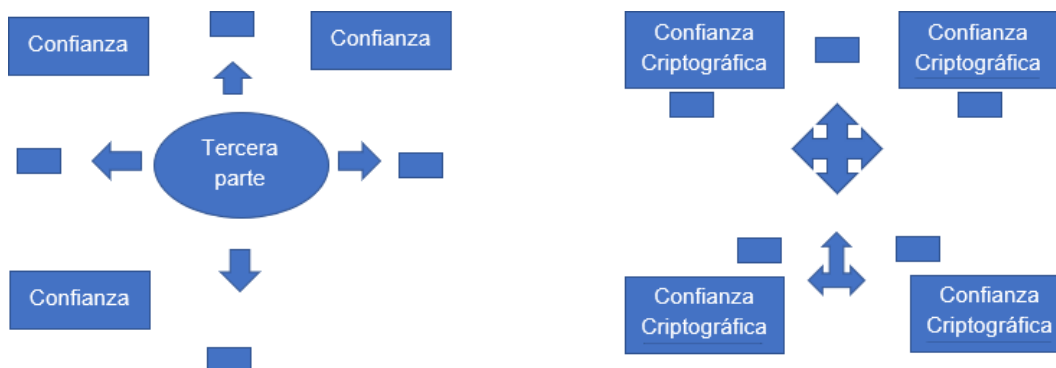 Confianza
Confianza
Tercera
parte
Confianza
Confianza
Criptográfica
Confianza
Criptográfica
Confianza
Criptográfica
Confianza
Criptográfica